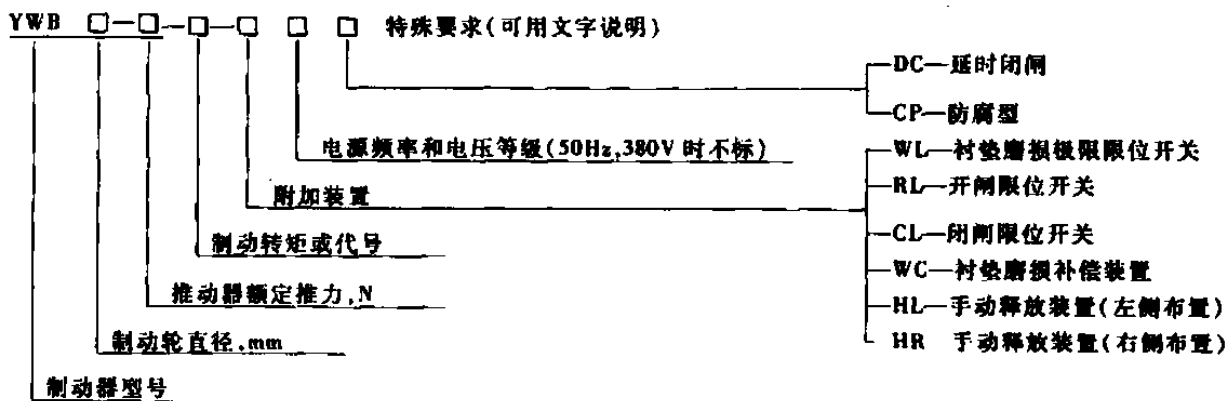 YWB □-□-□-□ □ □ 特殊要求(可用文字说明)
DC—延时闭闸
CP—防腐型
电源频率和电压等级(50Hz,380V时不标)
WL—衬垫磨损极限限位开关
附加装置
RL—开闸限位开关
制动转矩或代号
CL—闭闸限位开关
WC—衬垫磨损补偿装置
推动器额定推力,N
HL—手动释放装置(左侧布置)
制动轮直径,mm
HR 手动释放装置(右侧布置)
制动器型号